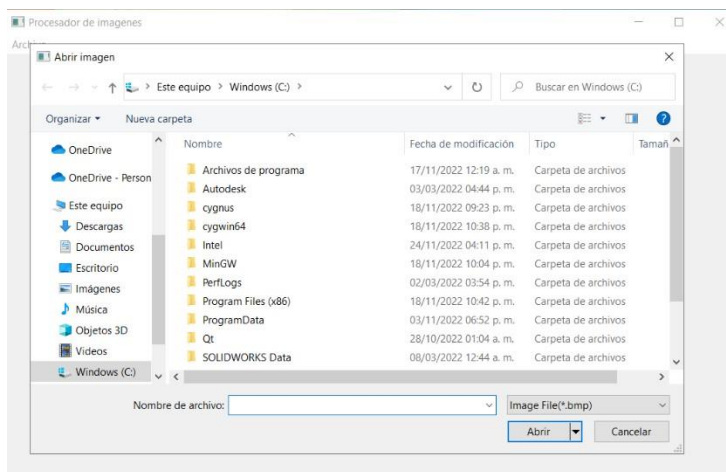 Procesador de imagenes
Arch
Abrir imagen
Este equipo > Windows (C:) >
Buscar en Windows (C:)
Organizar
Nueva carpeta
Nombre Fecha de modificación Tipo Tamañ
OneDrive
OneDrive - Person
Este equipo
Descargas
Documentos
Escritorio
Imágenes
Música
Objetos 3D
Videos
Windows (C:)
Archivos de programa 17/11/2022 12:19 a. m. Carpeta de archivos
Autodesk 03/03/2022 04:44 p. m. Carpeta de archivos
cygnus 18/11/2022 09:23 p. m. Carpeta de archivos
cygwin64 18/11/2022 10:38 p. m. Carpeta de archivos
Intel 24/11/2022 04:11 p. m. Carpeta de archivos
MinGW 18/11/2022 10:04 p. m. Carpeta de archivos
PerfLogs 02/03/2022 03:54 p. m. Carpeta de archivos
Program Files (x86) 18/11/2022 10:42 p. m. Carpeta de archivos
ProgramData 03/11/2022 06:52 p. m. Carpeta de archivos
Qt 28/10/2022 01:04 a. m. Carpeta de archivos
SOLIDWORKS Data 08/03/2022 12:44 a. m. Carpeta de archivos
Nombre de archivo:
Image File(*.bmp)
Abrir
Cancelar